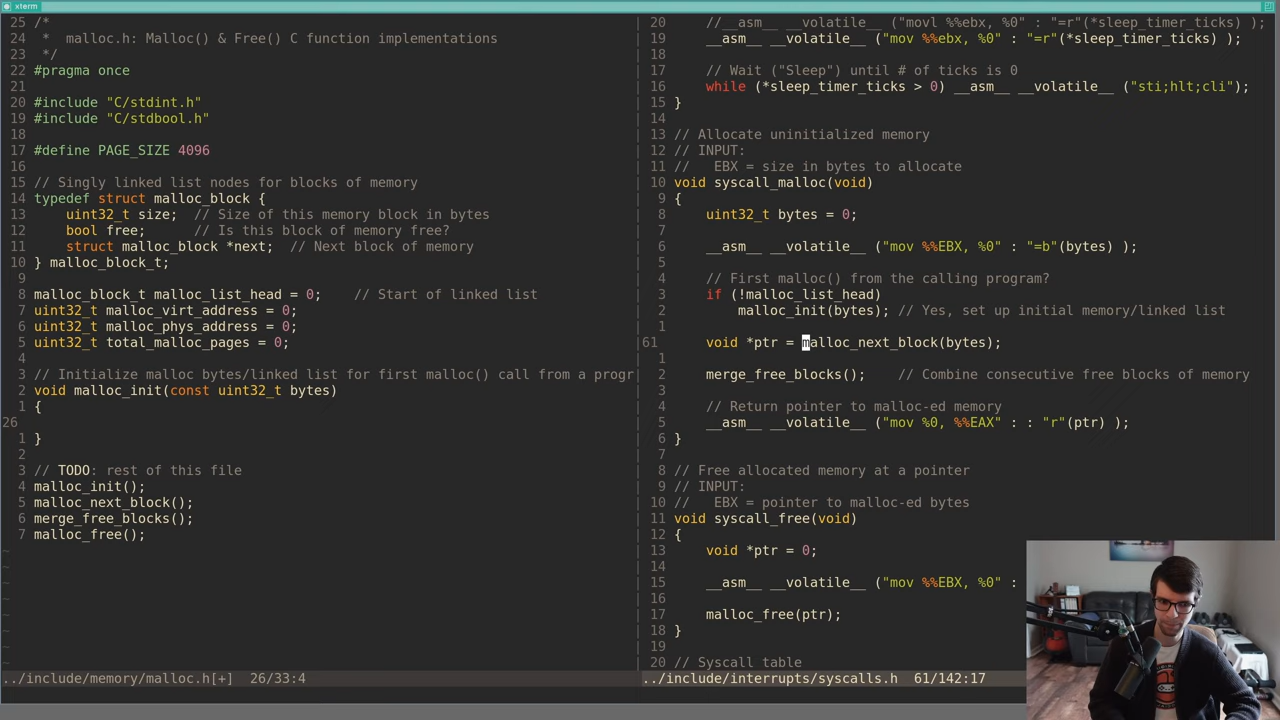 xterm
25 /*
24  *  malloc.h: Malloc() & Free() C function implementations
23  */
22 #pragma once
21
20 #include "C/stdint.h"
19 #include "C/stdbool.h"
18
17 #define PAGE_SIZE 4096
16
15 // Singly linked list nodes for blocks of memory
14 typedef struct malloc_block {
13     uint32_t size;  // Size of this memory block in bytes
12     bool free;      // Is this block of memory free?
11     struct malloc_block *next;  // Next block of memory
10 } malloc_block_t;
9
8 malloc_block_t malloc_list_head = 0;    // Start of linked list
7 uint32_t malloc_virt_address = 0;
6 uint32_t malloc_phys_address = 0;
5 uint32_t total_malloc_pages = 0;
4
3 // Initialize malloc bytes/linked list for first malloc() call from a progr
2 void malloc_init(const uint32_t bytes)
1 {
26
1 }
2
3 // TODO: rest of this file
4 malloc_init();
5 malloc_next_block();
6 merge_free_blocks();
7 malloc_free();
~
~
~
~
~
~
~
~
../include/memory/malloc.h[+]  26/33:4
20     //__asm__ __volatile__ ("movl %%ebx, %0" : "=r"(*sleep_timer_ticks) );
19     __asm__ __volatile__ ("mov %%ebx, %0" : "=r"(*sleep_timer_ticks) );
18
17     // Wait ("Sleep") until # of ticks is 0
16     while (*sleep_timer_ticks > 0) __asm__ __volatile__ ("sti;hlt;cli");
15 }
14
13 // Allocate uninitialized memory
12 // INPUT:
11 //   EBX = size in bytes to allocate
10 void syscall_malloc(void)
9 {
8     uint32_t bytes = 0;
7
6     __asm__ __volatile__ ("mov %%EBX, %0" : "=b"(bytes) );
5
4     // First malloc() from the calling program?
3     if (!malloc_list_head)
2         malloc_init(bytes); // Yes, set up initial memory/linked list
1
61     void *ptr = malloc_next_block(bytes);
1
2     merge_free_blocks();    // Combine consecutive free blocks of memory
3
4     // Return pointer to malloc-ed memory
5     __asm__ __volatile__ ("mov %0, %%EAX" : : "r"(ptr) );
6 }
7
8 // Free allocated memory at a pointer
9 // INPUT:
10 //   EBX = pointer to malloc-ed bytes
11 void syscall_free(void)
12 {
13     void *ptr = 0;
14
15     __asm__ __volatile__ ("mov %%EBX, %0" :
16
17     malloc_free(ptr);
18 }
19
20 // Syscall table
../include/interrupts/syscalls.h  61/142:17